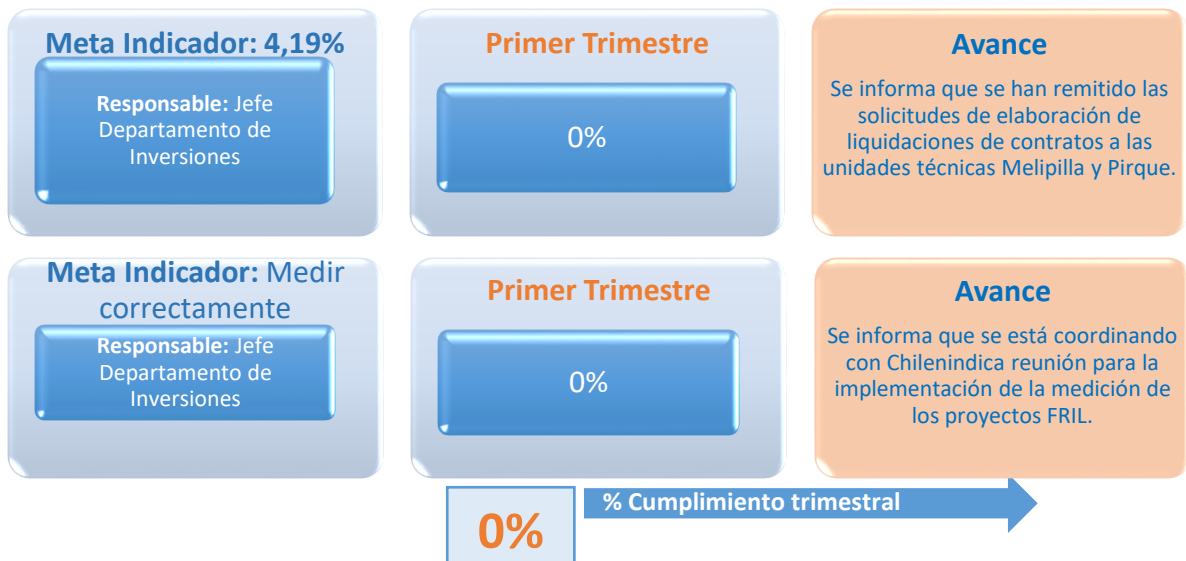 Meta Indicador: 4,19%
Responsable: Jefe
Departamento de
Inversiones
Primer Trimestre
0%
Avance
Se informa que se han remitido las
solicitudes de elaboración de
liquidaciones de contratos a las
unidades técnicas Melipilla y Pirque.
Meta Indicador: Medir
correctamente
Responsable: Jefe
Departamento de
Inversiones
Primer Trimestre
0%
Avance
Se informa que se está coordinando
con Chilenindica reunión para la
implementación de la medición de
los proyectos FRIL.
0%
% Cumplimiento trimestral